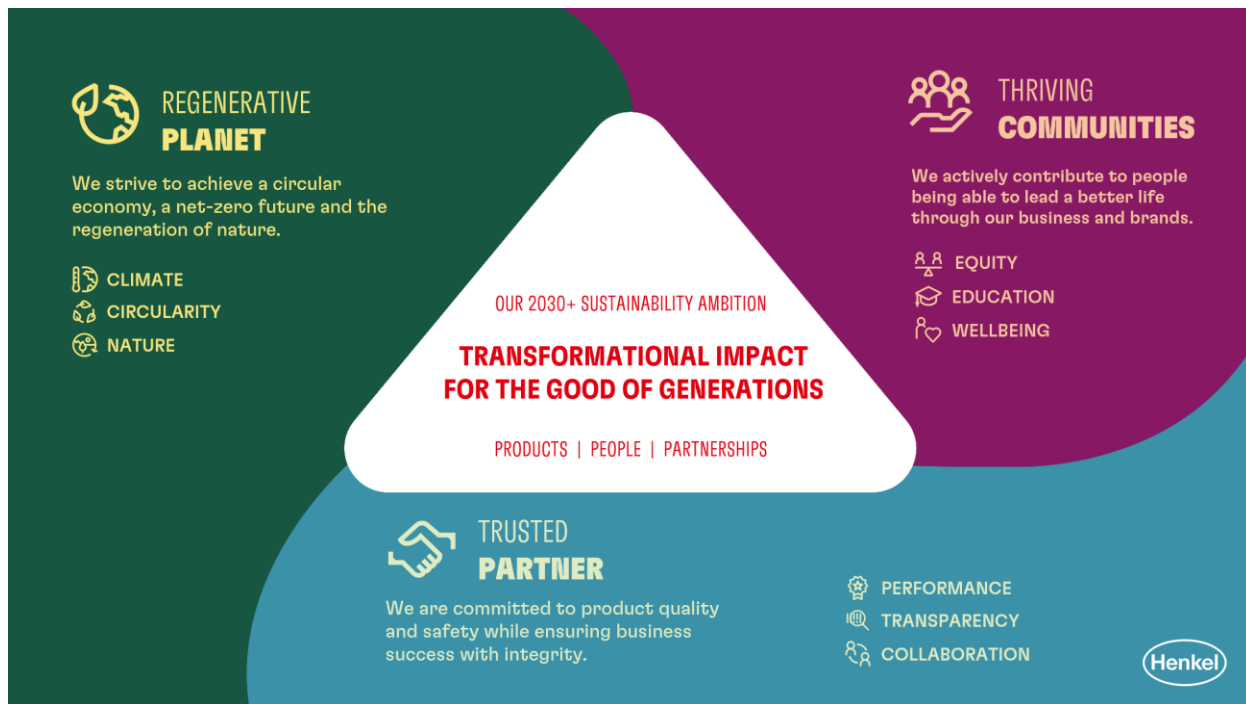 REGENERATIVE
PLANET
We strive to achieve a circular
economy, a net-zero future and the
regeneration of nature.
CLIMATE
CIRCULARITY
NATURE
THRIVING
COMMUNITIES
We actively contribute to people
being able to lead a better life
through our business and brands.
EQUITY
EDUCATION
WELLBEING
OUR 2030+ SUSTAINABILITY AMBITION
TRANSFORMATIONAL IMPACT
FOR THE GOOD OF GENERATIONS
PRODUCTS | PEOPLE | PARTNERSHIPS
TRUSTED
PARTNER
We are committed to product quality
and safety while ensuring business
success with integrity.
PERFORMANCE
TRANSPARENCY
COLLABORATION
Henkel